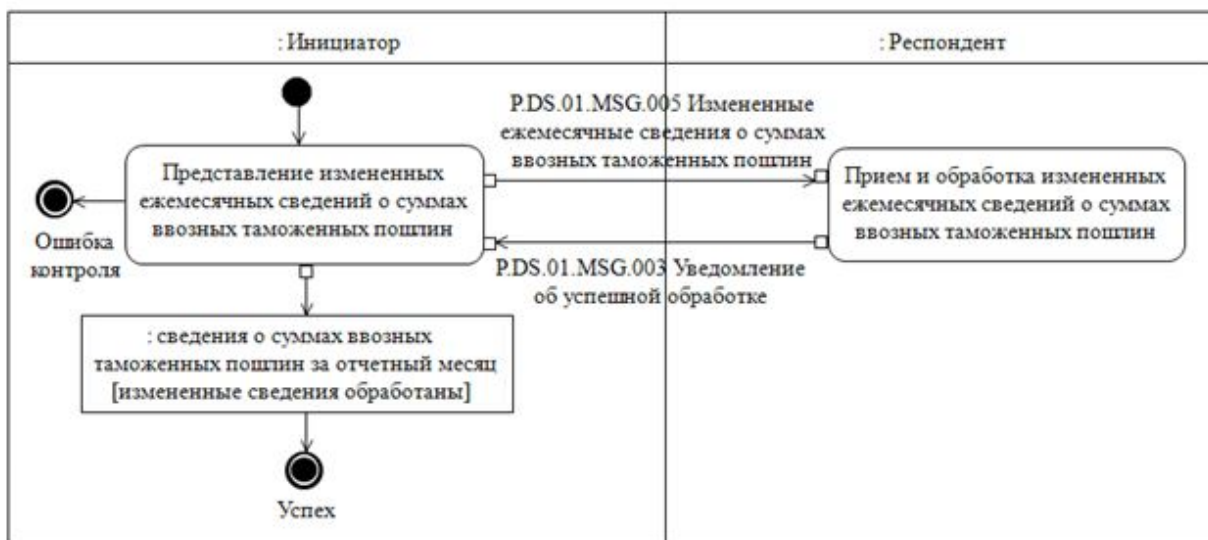 : Инициатор
: Респондент
P.DS.01.MSG.005 Измененные
ежемесячные сведения о суммах
ввозных таможенных пошлин
Представление измененных
ежемесячных сведений о суммах
ввозных таможенных пошлин
Прием и обработка измененных
ежемесячных сведений о суммах
ввозных таможенных пошлин
Ошибка
контроля
P.DS.01.MSG.003 Уведомление
об успешной обработке
: сведения о суммах ввозных
таможенных пошлин за отчетный месяц
[измененные сведения обработаны]
Успех